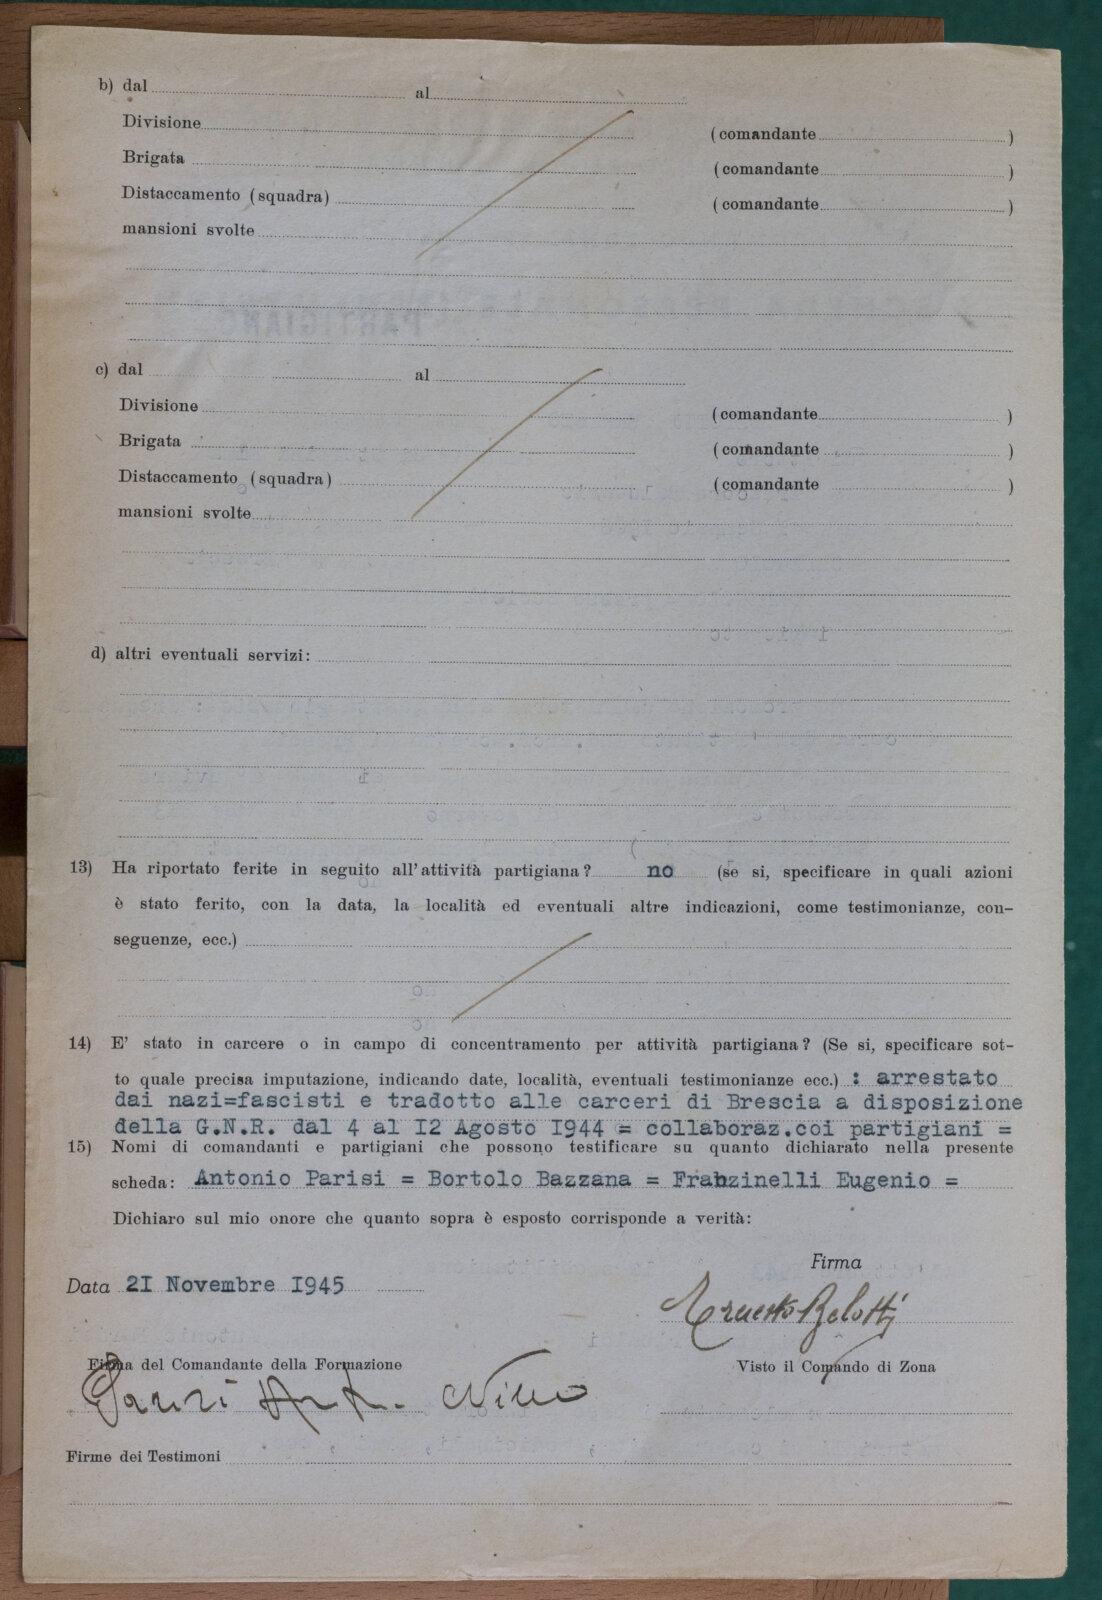 b) dal al
Divisione (comandante )
Brigata (comandante )
Distaccamento (squadra) (comandante )
mansioni svolte
c) dal al
Divisione (comandante )
Brigata (comandante )
Distaccamento (squadra) (comandante )
mansioni svolte
d) altri eventuali servizi:
13) Ha riportato ferite in seguito all'attività partigiana? no (se si, specificare in quali azioni
è stato ferito, con la data, la località ed eventuali altre indicazioni, come testimonianze, con-
seguenze, ecc.)
14) E' stato in carcere o in campo di concentramento per attività partigiana? (Se si, specificare sot-
to quale precisa imputazione, indicando date, località, eventuali testimonianze ecc.) : arrestato
dai nazi=fascisti e tradotto alle carceri di Brescia a disposizione
della G.N.R. dal 4 al I2 Agosto I944 = collaboraz.coi partigiani =
15) Nomi di comandanti e partigiani che possono testificare su quanto dichiarato nella presente
scheda: Antonio Parisi = Bortolo Bazzana = Franzinelli Eugenio =
Dichiaro sul mio onore che quanto sopra è esposto corrisponde a verità:
Firma
Data 2I Novembre I945
Ernesto Belotti
Firma del Comandante della Formazione Visto il Comando di Zona
Nino
Firme dei Testimoni